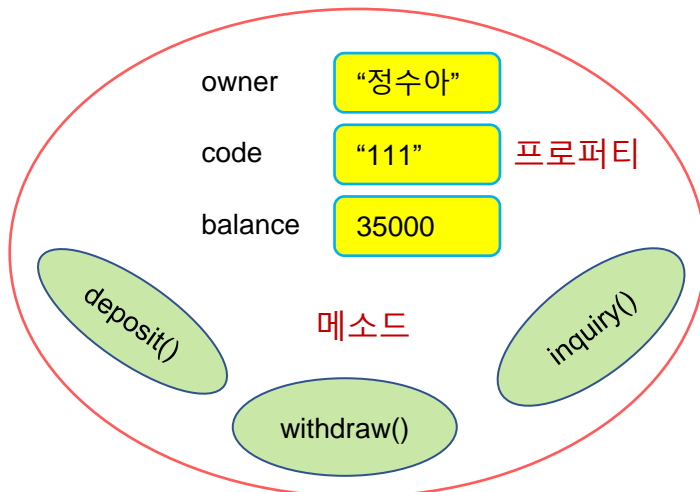 owner “정수아”
code “111” 프로퍼티
balance 35000
deposit()
메소드
inquiry()
withdraw()